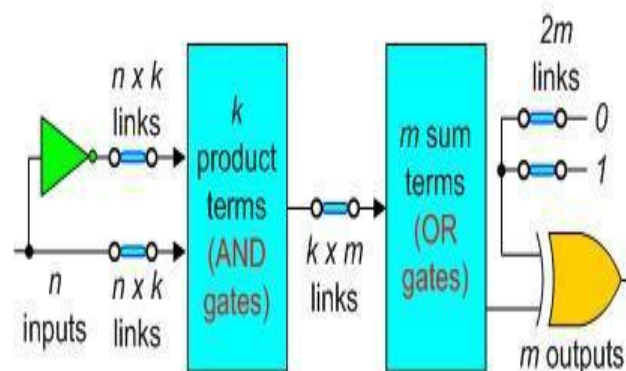 n x k
links
n
inputs
n x k
links
k
product
terms
(AND
gates)
k x m
links
m sum
terms
(OR
gates)
2m
links
0
1
m outputs